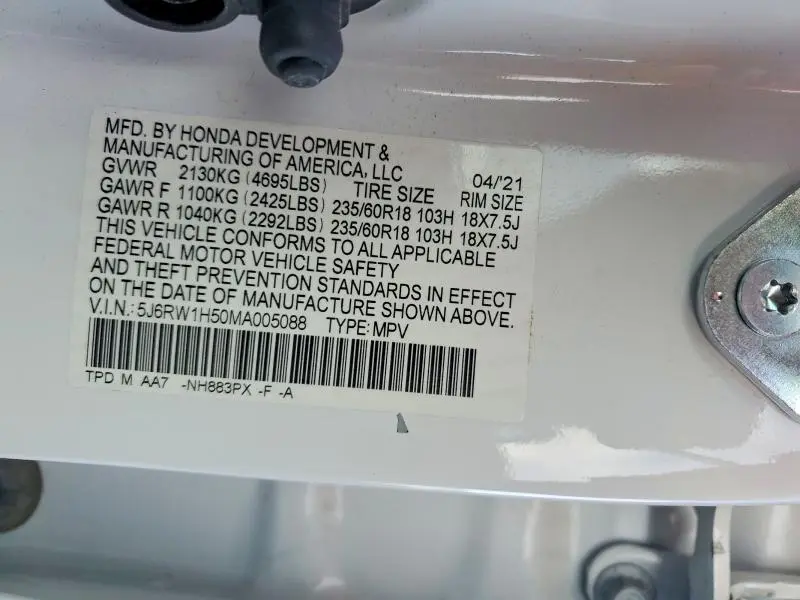 MFD. BY HONDA DEVELOPMENT &
MANUFACTURING OF AMERICA, LLC 04/'21
GVWR 2130KG (4695LBS) TIRE SIZE RIM SIZE
GAWR F 1100KG (2425LBS) 235/60R18 103H 18X7.5J
GAWR R 1040KG (2292LBS) 235/60R18 103H 18X7.5J
THIS VEHICLE CONFORMS TO ALL APPLICABLE
FEDERAL MOTOR VEHICLE SAFETY
AND THEFT PREVENTION STANDARDS IN EFFECT
ON THE DATE OF MANUFACTURE SHOWN ABOVE.
V.I.N.: 5J6RW1H50MA005088 TYPE: MPV
TPD M AA7 -NH883PX -F -A